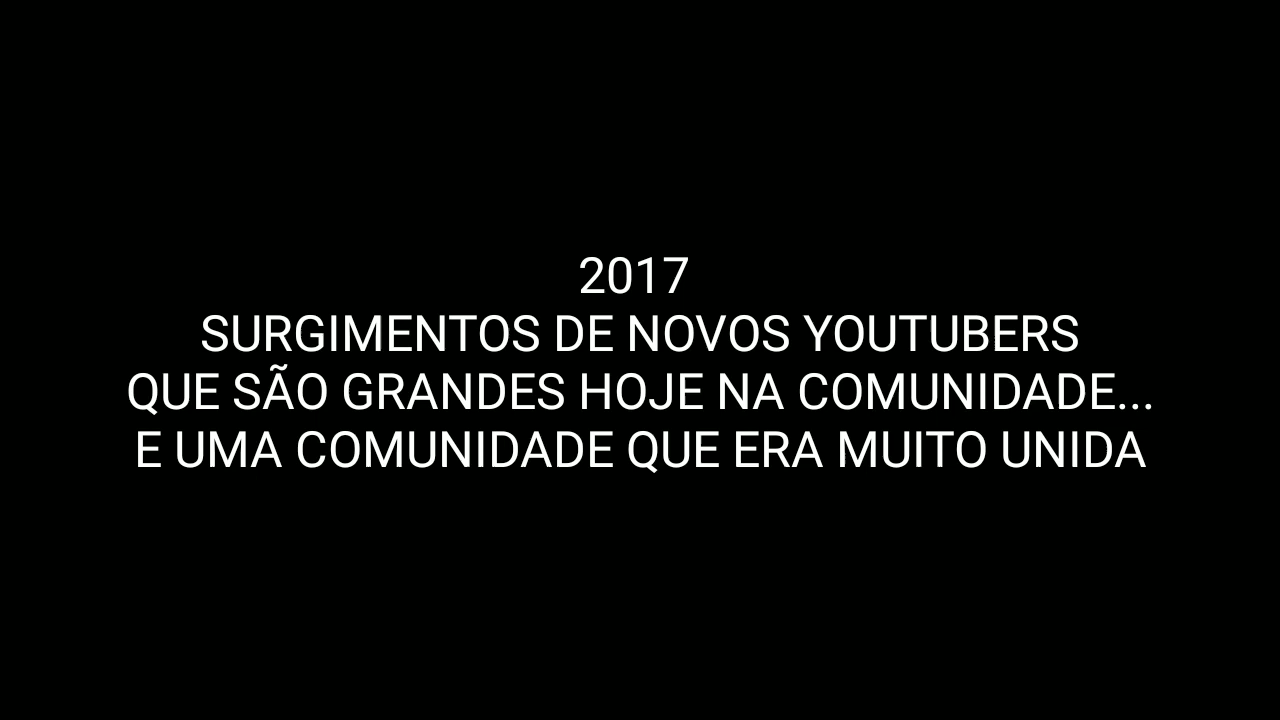 2017
SURGIMENTOS DE NOVOS YOUTUBERS
QUE SÃO GRANDES HOJE NA COMUNIDADE...
E UMA COMUNIDADE QUE ERA MUITO UNIDA